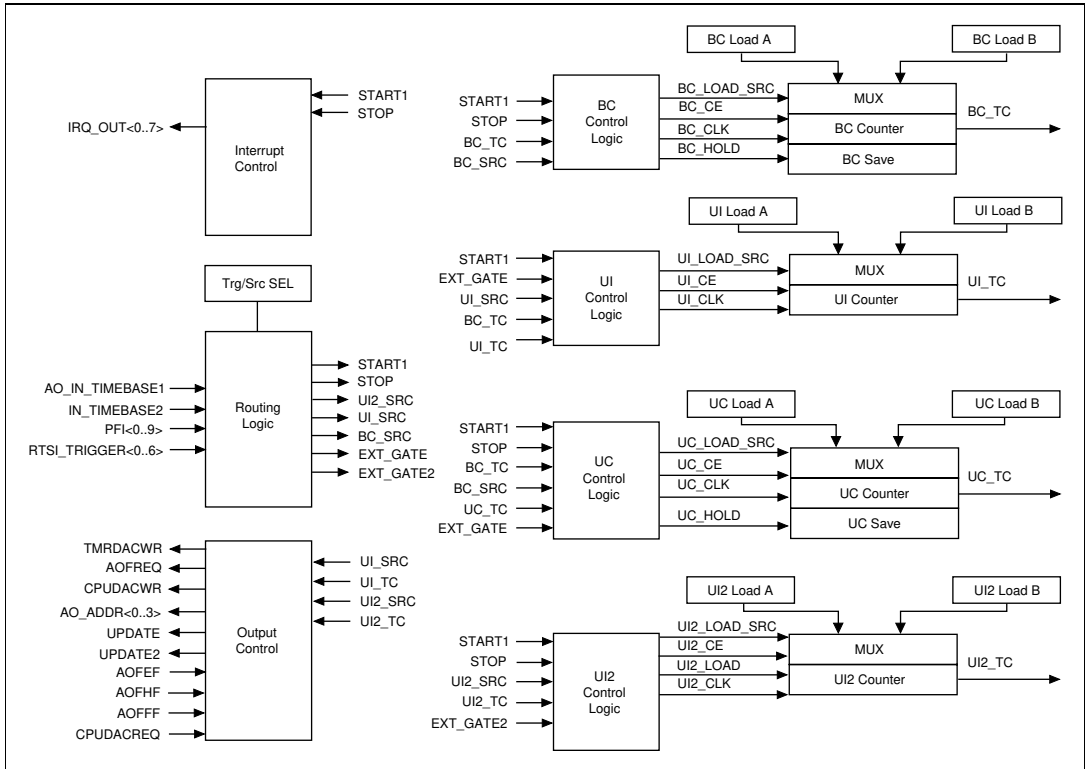 START1
STOP
IRQ_OUT<0..7>
Interrupt
Control
Trg/Src SEL
AO_IN_TIMEBASE1
IN_TIMEBASE2
PFI<0..9>
RTSI_TRIGGER<0..6>
Routing
Logic
START1
STOP
UI2_SRC
UI_SRC
BC_SRC
EXT_GATE
EXT_GATE2
TMRDACWR
AOFREQ
CPUDACWR
AO_ADDR<0..3>
UPDATE
UPDATE2
AOFEF
AOFHF
AOFFF
CPUDACREQ
Output
Control
UI_SRC
UI_TC
UI2_SRC
UI2_TC
BC Load A
BC Load B
START1
STOP
BC_TC
BC_SRC
BC
Control
Logic
BC_LOAD_SRC
BC_CE
BC_CLK
BC_HOLD
MUX
BC Counter
BC Save
BC_TC
UI Load A
UI Load B
START1
EXT_GATE
UI_SRC
BC_TC
UI_TC
UI
Control
Logic
UI_LOAD_SRC
UI_CE
UI_CLK
MUX
UI Counter
UI_TC
UC Load A
UC Load B
START1
STOP
BC_TC
BC_SRC
UC_TC
EXT_GATE
UC
Control
Logic
UC_LOAD_SRC
UC_CE
UC_CLK
UC_HOLD
MUX
UC Counter
UC Save
UC_TC
UI2 Load A
UI2 Load B
START1
STOP
UI2_SRC
UI2_TC
EXT_GATE2
UI2
Control
Logic
UI2_LOAD_SRC
UI2_CE
UI2_LOAD
UI2_CLK
MUX
UI2 Counter
UI2_TC